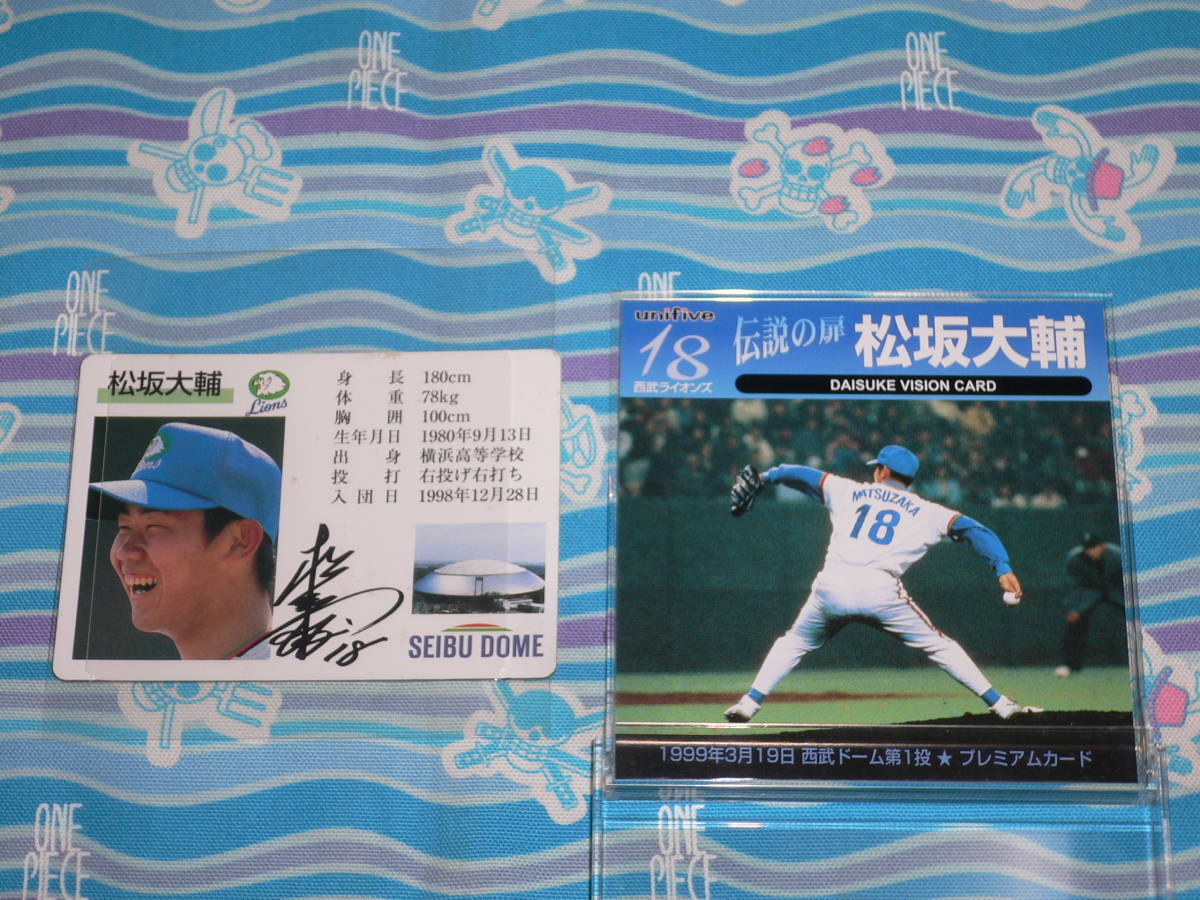 ONE
PIECE
ONE
PIECE
ONE
PIECE
ONE
松坂大輔
Lions
Lions
身長 180cm
体重 78kg
胸囲 100cm
生年月日 1980年9月13日
出身 横浜高等学校
投打 右投げ右打ち
入団日 1998年12月28日
18
SEIBU DOME
unifive
18
西武ライオンズ
伝説の扉
松坂大輔
DAISUKE VISION CARD
MATSUZAKA
18
1999年3月19日 西武ドーム第1投 ★ プレミアムカード
ONE
PIECE
ONE
PIECE